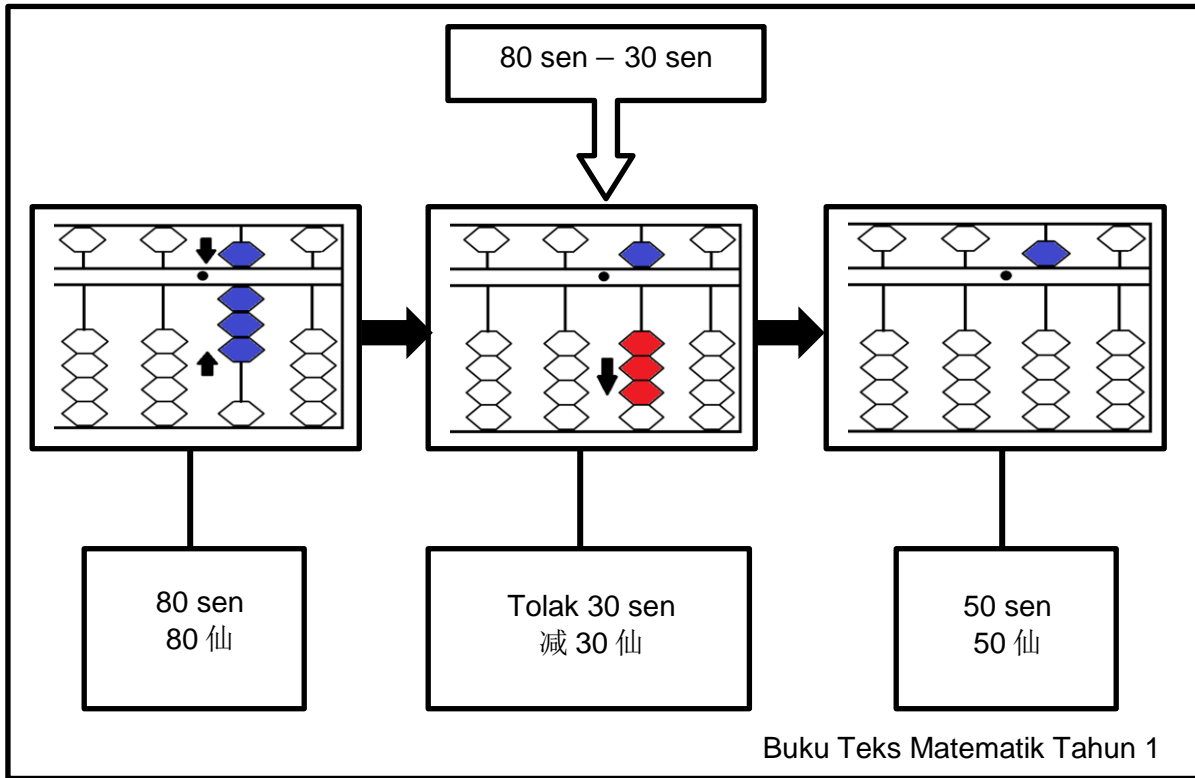 80 sen – 30 sen
80 sen
80 仙
Tolak 30 sen
减 30 仙
50 sen
50 仙
Buku Teks Matematik Tahun 1